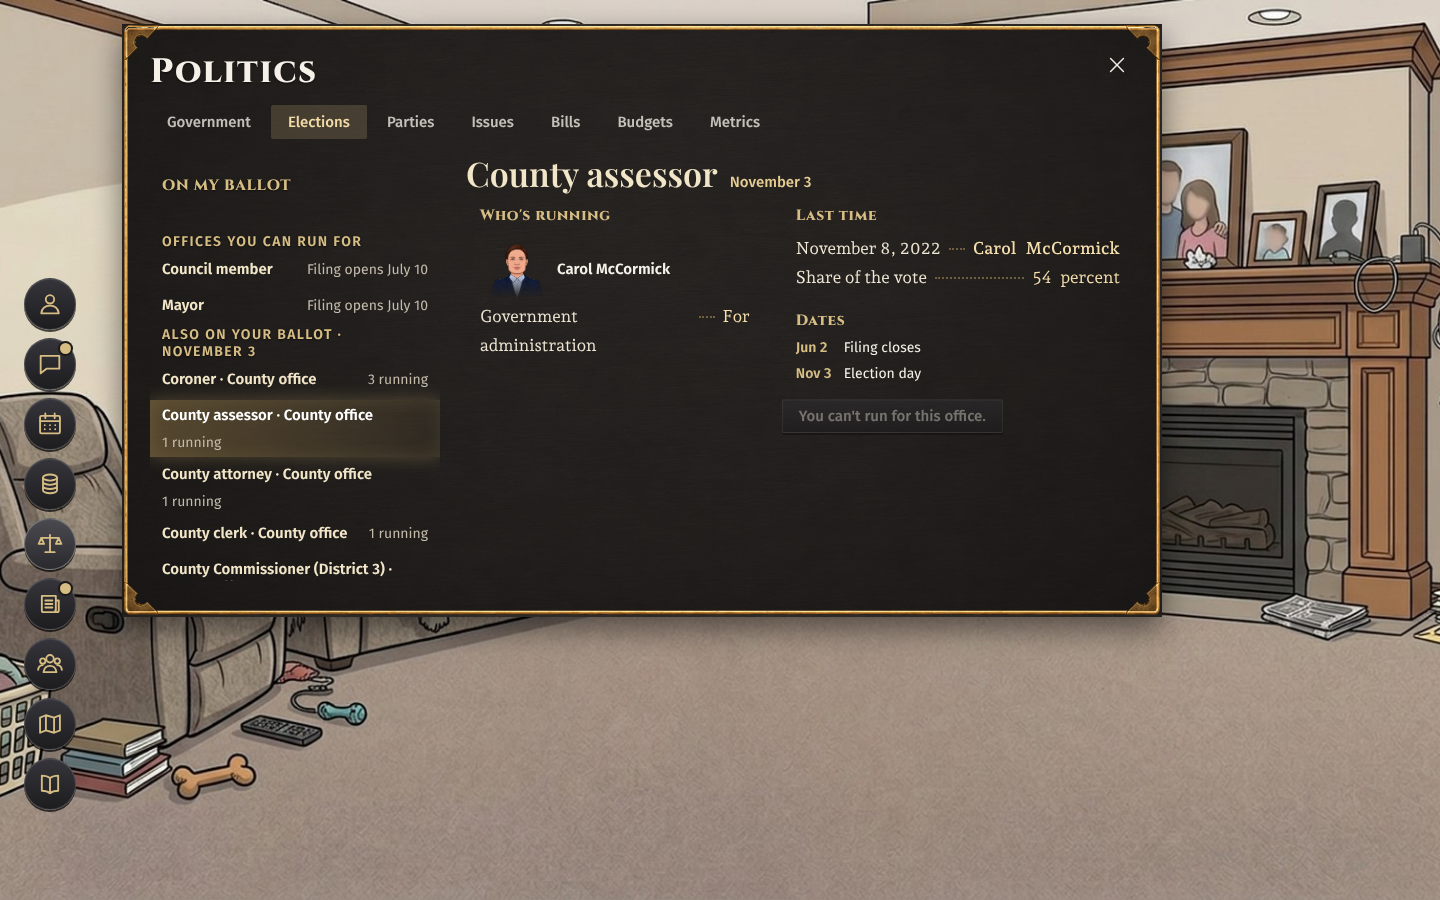 Politics
Government Elections Parties Issues Bills Budgets Metrics
On my ballot
OFFICES YOU CAN RUN FOR
Council member Filing opens July 10
Mayor Filing opens July 10
ALSO ON YOUR BALLOT ·
NOVEMBER 3
Coroner · County office 3 running
County assessor · County office
1 running
County attorney · County office
1 running
County clerk · County office 1 running
County Commissioner (District 3) ·
County assessor November 3
Who's running
Carol McCormick
Government administration For
Last time
November 8, 2022 Carol McCormick
Share of the vote 54 percent
Dates
Jun 2 Filing closes
Nov 3 Election day
You can't run for this office.